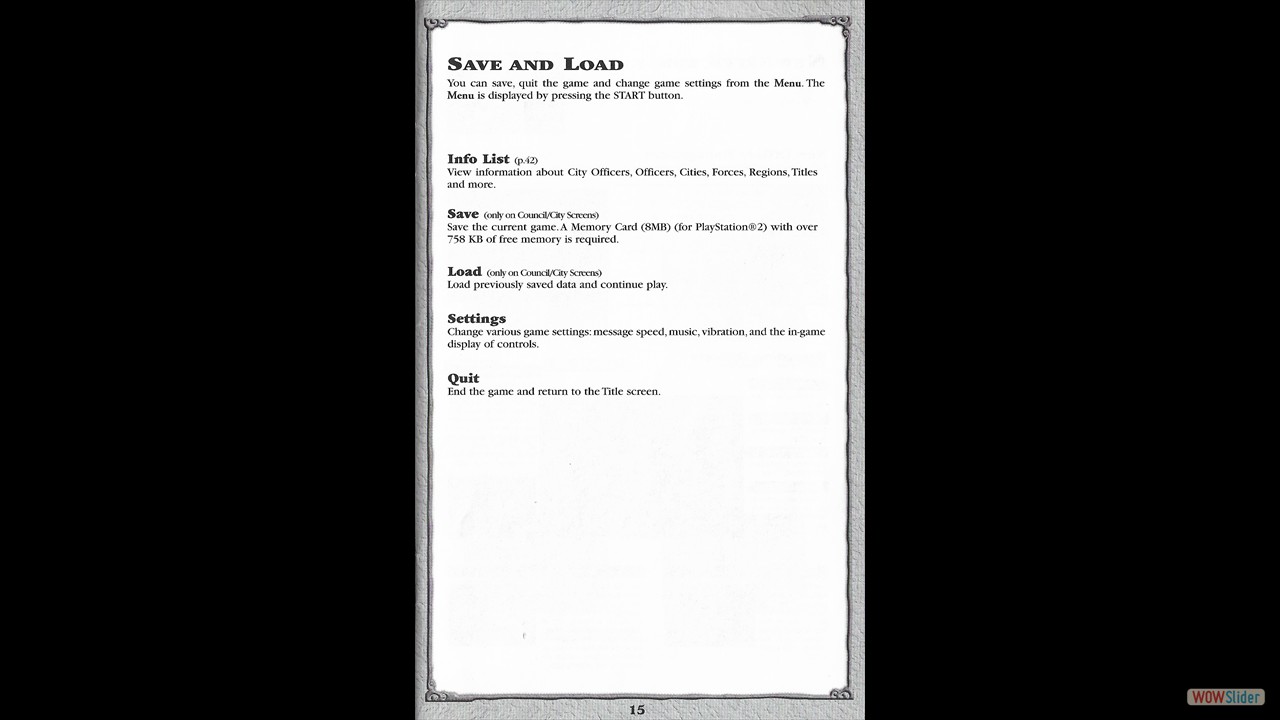 SAVE AND LOAD
You can save, quit the game and change game settings from the Menu. The
Menu is displayed by pressing the START button.
Info List (p.42)
View information about City Officers, Officers, Cities, Forces, Regions, Titles
and more.
Save (only on Council/City Screens)
Save the current game. A Memory Card (8MB) (for PlayStation®2) with over
758 KB of free memory is required.
Load (only on Council/City Screens)
Load previously saved data and continue play.
Settings
Change various game settings: message speed, music, vibration, and the in-game
display of controls.
Quit
End the game and return to the Title screen.
15
WOWSlider